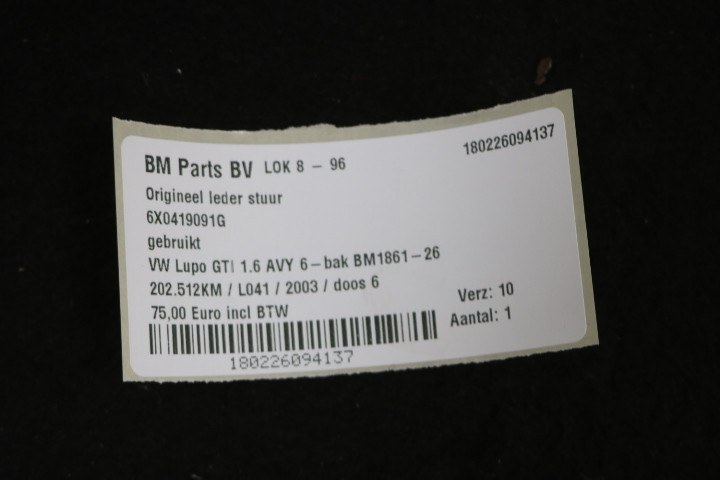 BM Parts BV LOK 8 - 96
180226094137
Origineel leder stuur
6X0419091G
gebruikt
VW Lupo GTI 1.6 AVY 6-bak BM1861-26
202.512KM / L041 / 2003 / doos 6
75,00 Euro incl BTW
Verz: 10
Aantal: 1
180226094137